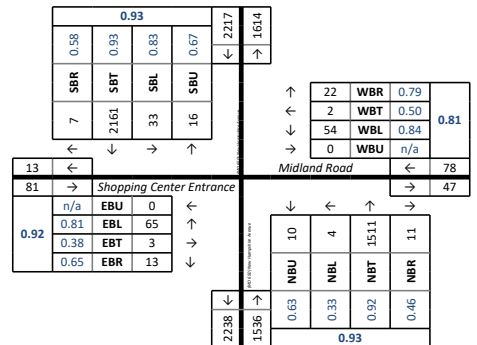 0.93
2217 1614
0.58 0.93 0.83 0.67
SBR SBT SBL SBU
7 2161 33 16
← ↓ → ↑
↓ ↑
↑ 22 WBR 0.79
← 2 WBT 0.50
↓ 54 WBL 0.84
0 WBU n/a
→
0.81
13 ← Midland Road ← 78
81 → Shopping Center Entrance → 47
0.92
n/a EBU 0 ←
0.81 EBL 65 ↑
0.38 EBT 3 →
0.65 EBR 13 ↓
↓ ← ↑ →
10 4 1511 11
NBU NBL NBT NBR
0.63 0.33 0.92 0.46
0.93
↓ ↑
2238 1536